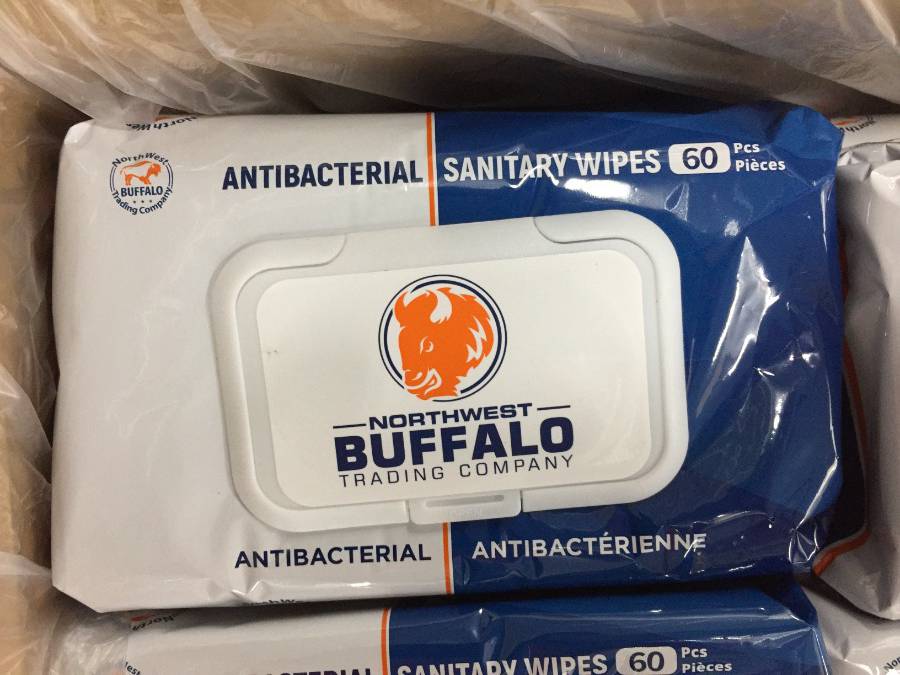 NorthWest
BUFFALO
Trading Company
ANTIBACTERIAL SANITARY WIPES 60 Pcs
Pièces
NORTHWEST
BUFFALO
TRADING COMPANY
OPEN
ANTIBACTERIAL ANTIBACTÉRIENNE
SANITARY WIPES 60 Pcs
Pièces